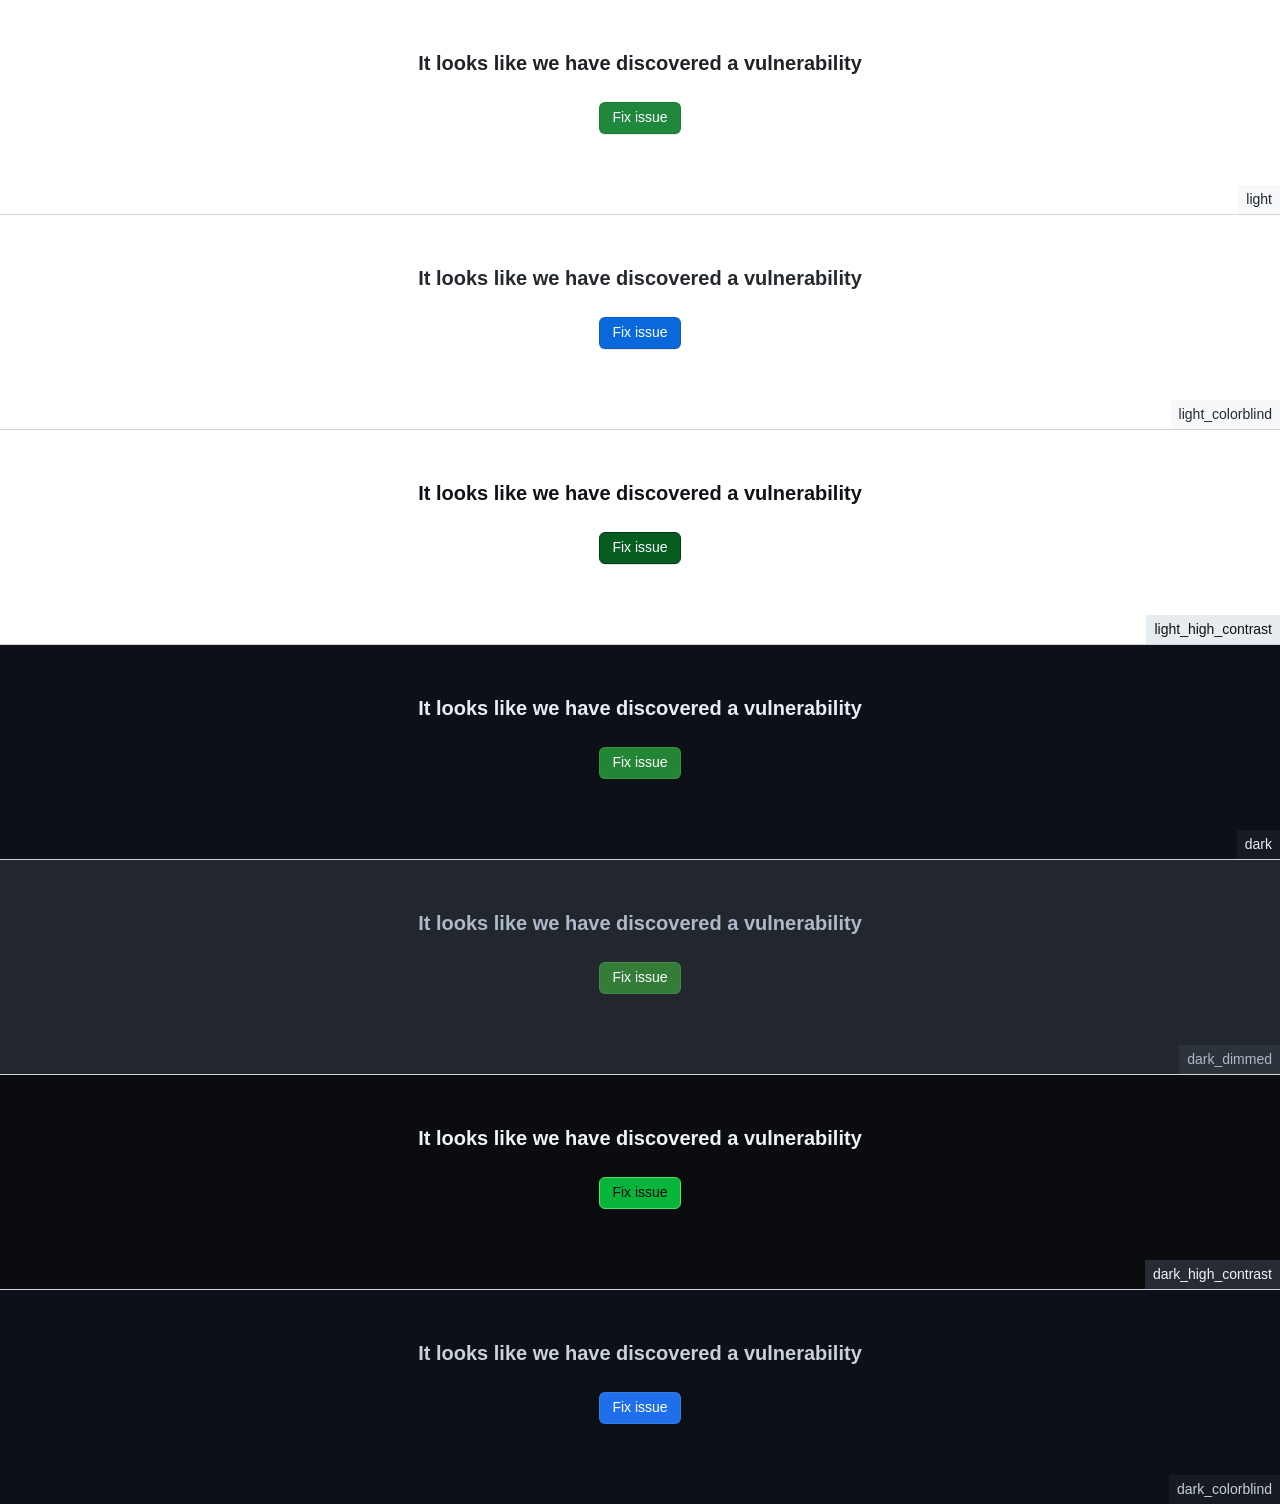 It looks like we have discovered a vulnerability
Fix issue
light
It looks like we have discovered a vulnerability
Fix issue
light_colorblind
It looks like we have discovered a vulnerability
Fix issue
light_high_contrast
It looks like we have discovered a vulnerability
Fix issue
dark
It looks like we have discovered a vulnerability
Fix issue
dark_dimmed
It looks like we have discovered a vulnerability
Fix issue
dark_high_contrast
It looks like we have discovered a vulnerability
Fix issue
dark_colorblind